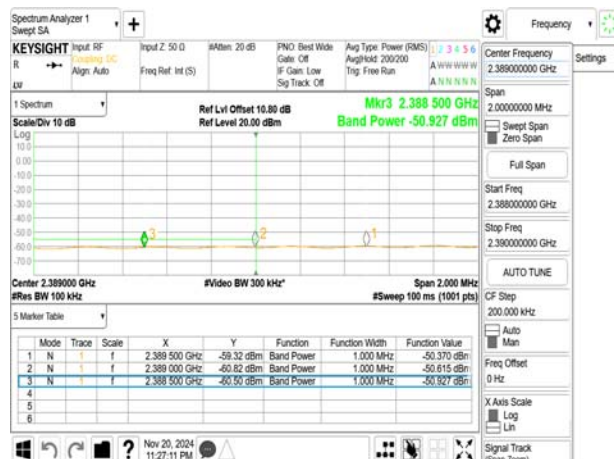 Spectrum Analyzer 1
Swept SA
KEYSIGHT
R
Input: RF
Coupling: DC
Align: Auto
Input Z: 50 Ω
Freq Ref: Int (S)
#Atten: 20 dB
PNO: Best Wide
Gate: Off
IF Gain: Low
Sig Track: Off
Avg Type: Power (RMS)
Avg|Hold: 200/200
Trig: Free Run
1 2 3 4 5 6
A W W W W W
A N N N N N
1 Spectrum
Scale/Div 10 dB
Log
Ref Lvl Offset 10.80 dB
Ref Level 20.00 dBm
Mkr3 2.388 500 GHz
Band Power -50.927 dBm
10.0
0.00
-10.0
-20.0
-30.0
-40.0
-50.0
-60.0
-70.0
3
2
1
Center 2.389000 GHz
#Res BW 100 kHz
#Video BW 300 kHz*
Span 2.000 MHz
#Sweep 100 ms (1001 pts)
5 Marker Table
Mode Trace Scale X Y Function Function Width Function Value
1 N 1 f 2.389 500 GHz -59.32 dBm Band Power 1.000 MHz -50.370 dBm
2 N 1 f 2.389 000 GHz -60.82 dBm Band Power 1.000 MHz -50.615 dBm
3 N 1 f 2.388 500 GHz -60.50 dBm Band Power 1.000 MHz -50.927 dBm
4
5
6
?
Nov 20, 2024
11:27:11 PM
Frequency
Settings
Center Frequency
2.389000000 GHz
Span
2.00000000 MHz
Swept Span
Zero Span
Full Span
Start Freq
2.388000000 GHz
Stop Freq
2.390000000 GHz
AUTO TUNE
CF Step
200.000 kHz
Auto
Man
Freq Offset
0 Hz
X Axis Scale
Log
Lin
Signal Track
(Span Zoom)